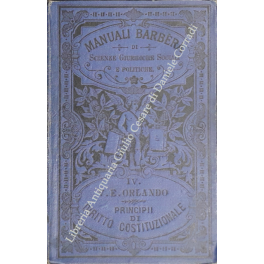 MANUALI BARBÈRA
DI
SCIENZE GIURIDICHE SOCIALI
E POLITICHE.
IV.
E. ORLANDO
PRINCIPII
DI
DIRITTO COSTITUZIONALE
Libreria Antiquaria Giulio Cesare di Daniele Corradi